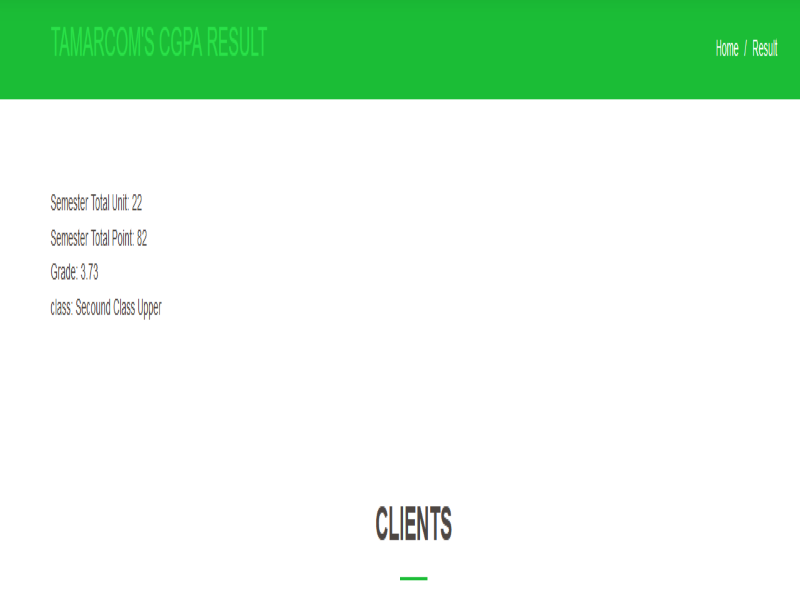 TAMARCOM'S CGPA RESULT
Home / Result
Semester Total Unit: 22
Semester Total Point: 82
Grade: 3.73
class: Secound Class Upper
CLIENTS